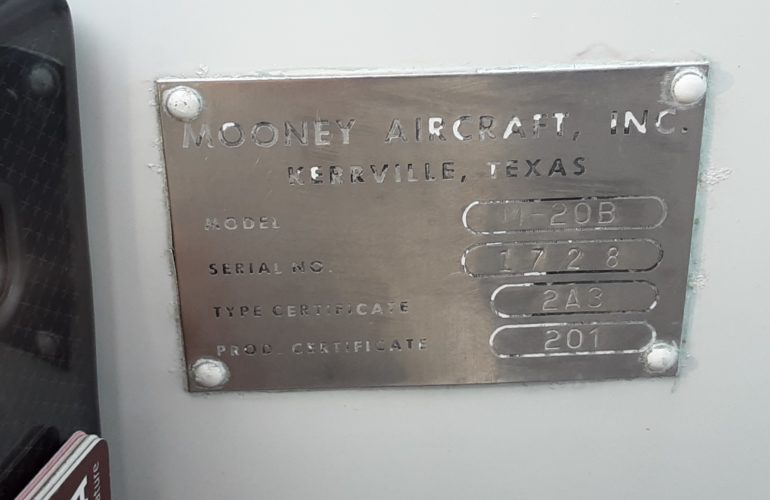 MOONEY AIRCRAFT, INC.
KERRVILLE, TEXAS
MODEL M-20B
SERIAL NO. 1728
TYPE CERTIFICATE 2A3
PROD. CERTIFICATE 201